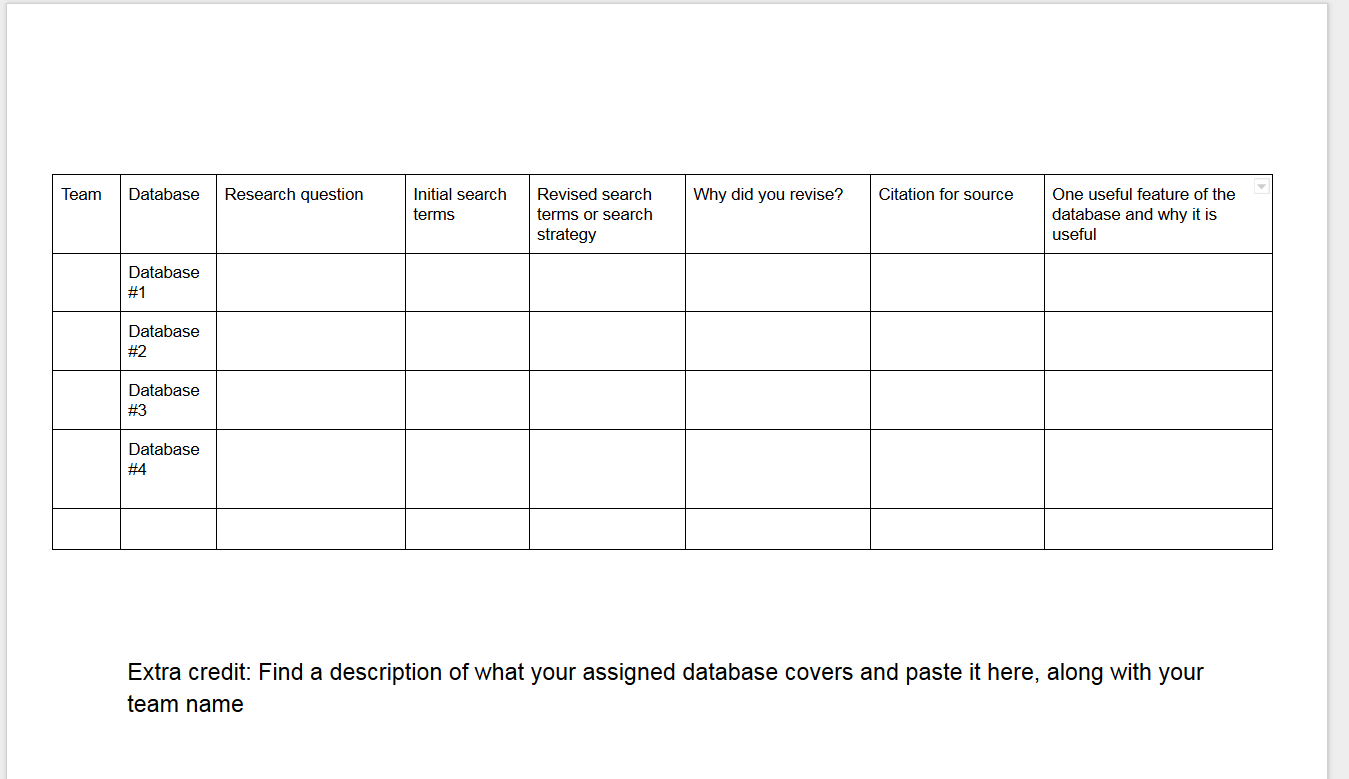 Team
Database
Research question
Initial search
terms
Revised search
terms or search
strategy
Why did you revise?
Citation for source
One useful feature of the
database and why it is
useful
Database
#1
Database
#2
Database
#3
Database
#4
Extra credit: Find a description of what your assigned database covers and paste it here, along with your
team name